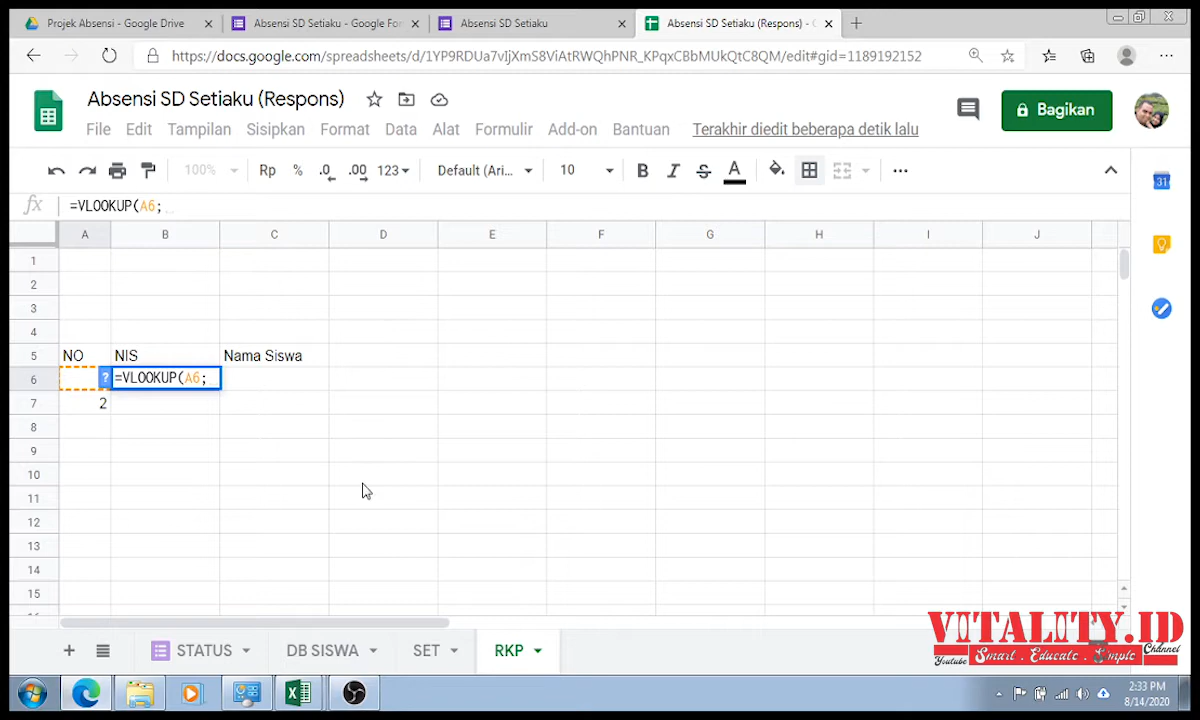 Projek Absensi - Google Drive
Absensi SD Setiaku - Google For
Absensi SD Setiaku
Absensi SD Setiaku (Respons) -
https://docs.google.com/spreadsheets/d/1YP9RDUa7vIjXmS8ViAtRWQhPNR_KPqxCBbMUkQtC8QM/edit#gid=1189192152
Absensi SD Setiaku (Respons)
Bagikan
File Edit Tampilan Sisipkan Format Data Alat Formulir Add-on Bantuan Terakhir diedit beberapa detik lalu
100% Rp % .0 .00 123 Default (Ari... 10 B I S A ...
fx =VLOOKUP(A6;
A B C D E F G H I J
1
2
3
4
5 NO NIS Nama Siswa
6 ? =VLOOKUP(A6;
7 2
8
9
10
11
12
13
14
15
+ STATUS DB SISWA SET RKP
31
VITALITY.ID
Youtube Smart . Educate . Simple Channel
2:33 PM
8/14/2020